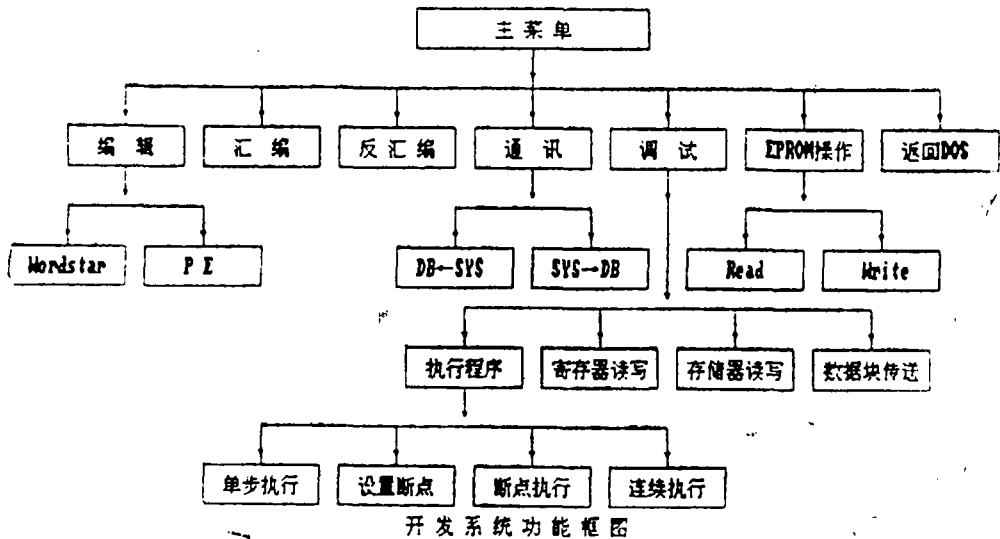 主菜单
编辑
汇编
反汇编
通讯
调试
EPROM操作
返回DOS
Wordstar
PE
DB←SYS
SYS→DB
Read
Write
执行程序
寄存器读写
存储器读写
数据块传送
单步执行
设置断点
断点执行
连续执行
开发系统功能框图